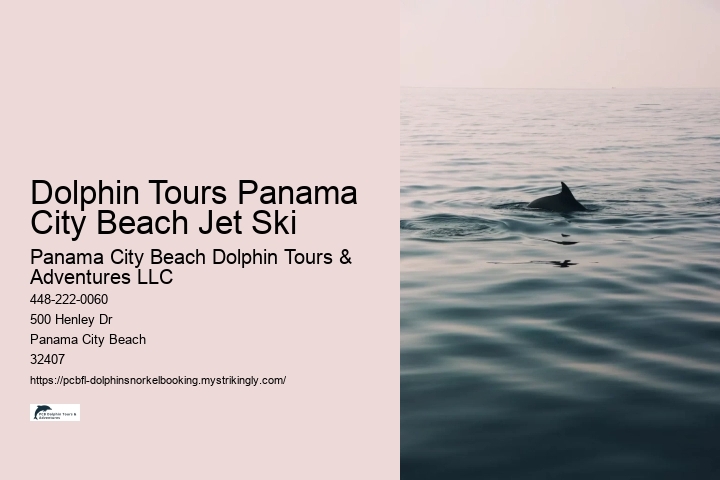 Dolphin Tours Panama
City Beach Jet Ski
Panama City Beach Dolphin Tours &
Adventures LLC
448-222-0060
500 Henley Dr
Panama City Beach
32407
https://pcbfl-dolphinsnorkelbooking.mystrikingly.com/
PCB Dolphin Tours &
Adventures